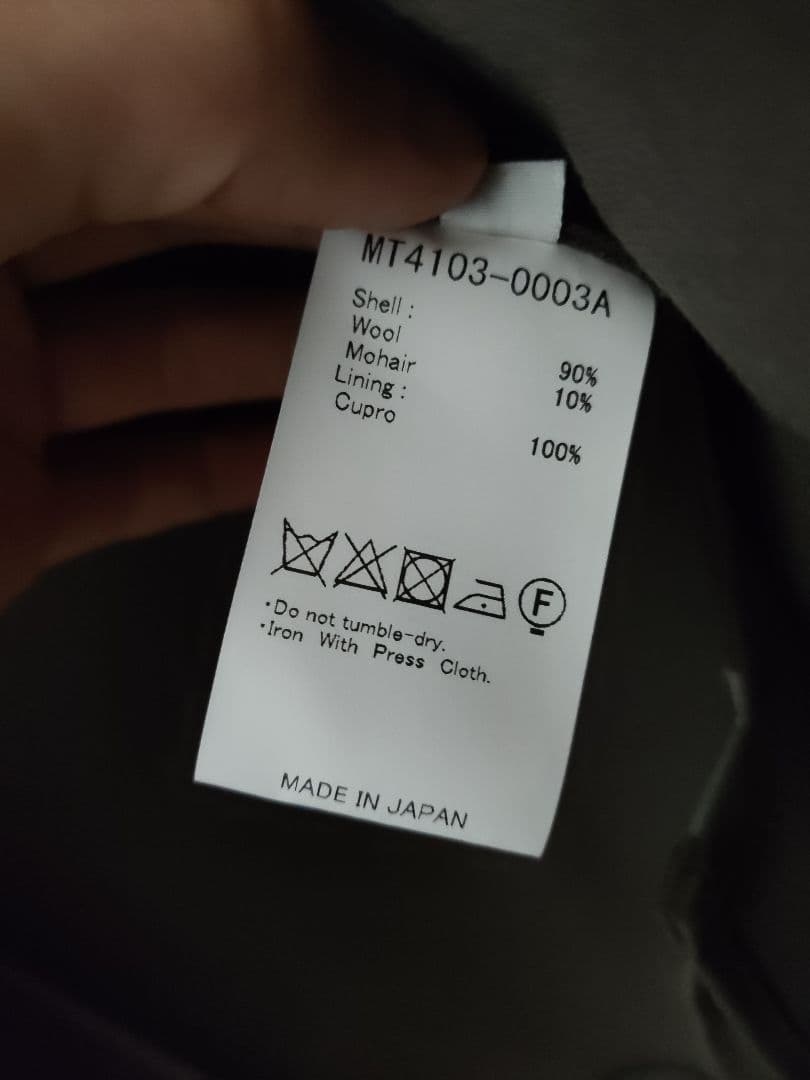 MT4103-0003A
Shell :
Wool 90%
Mohair 10%
Lining :
Cupro 100%
F
・Do not tumble-dry.
・Iron With Press Cloth.
MADE IN JAPAN